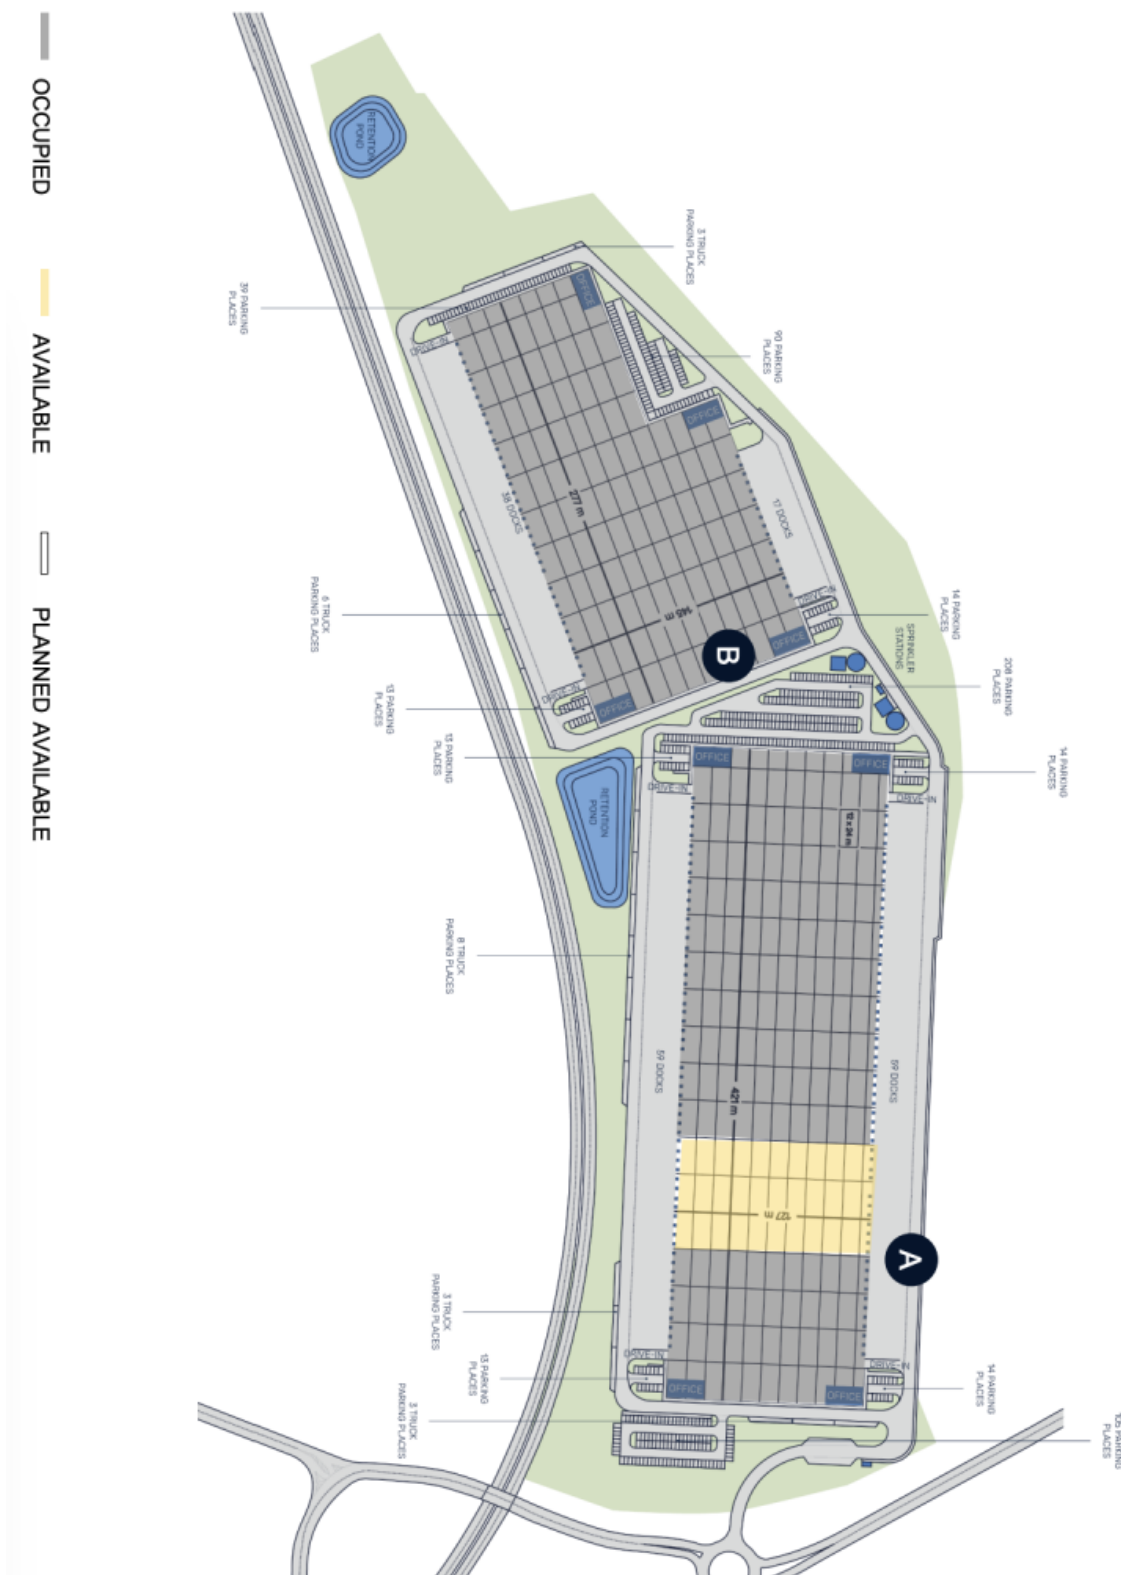 OCCUPIED
AVAILABLE
PLANNED AVAILABLE
RETENTION
POND
3 TRUCK
PARKING PLACES
39 PARKING
PLACES
OFFICE
DRIVE-IN
90 PARKING
PLACES
OFFICE
277 m
38 DOCKS
17 DOCKS
145 m
DRIVE-IN
14 PARKING
PLACES
6 TRUCK
PARKING PLACES
OFFICE
B
SPRINKLER
STATIONS
208 PARKING
PLACES
DRIVE-IN
OFFICE
13 PARKING
PLACES
13 PARKING
PLACES
OFFICE
OFFICE
14 PARKING
PLACES
DRIVE-IN
DRIVE-IN
RETENTION
POND
12 x 24 m
8 TRUCK
PARKING PLACES
59 DOCKS
59 DOCKS
421 m
127 m
A
3 TRUCK
PARKING PLACES
DRIVE-IN
DRIVE-IN
13 PARKING
PLACES
OFFICE
OFFICE
14 PARKING
PLACES
3 TRUCK
PARKING PLACES
105 PARKING
PLACES